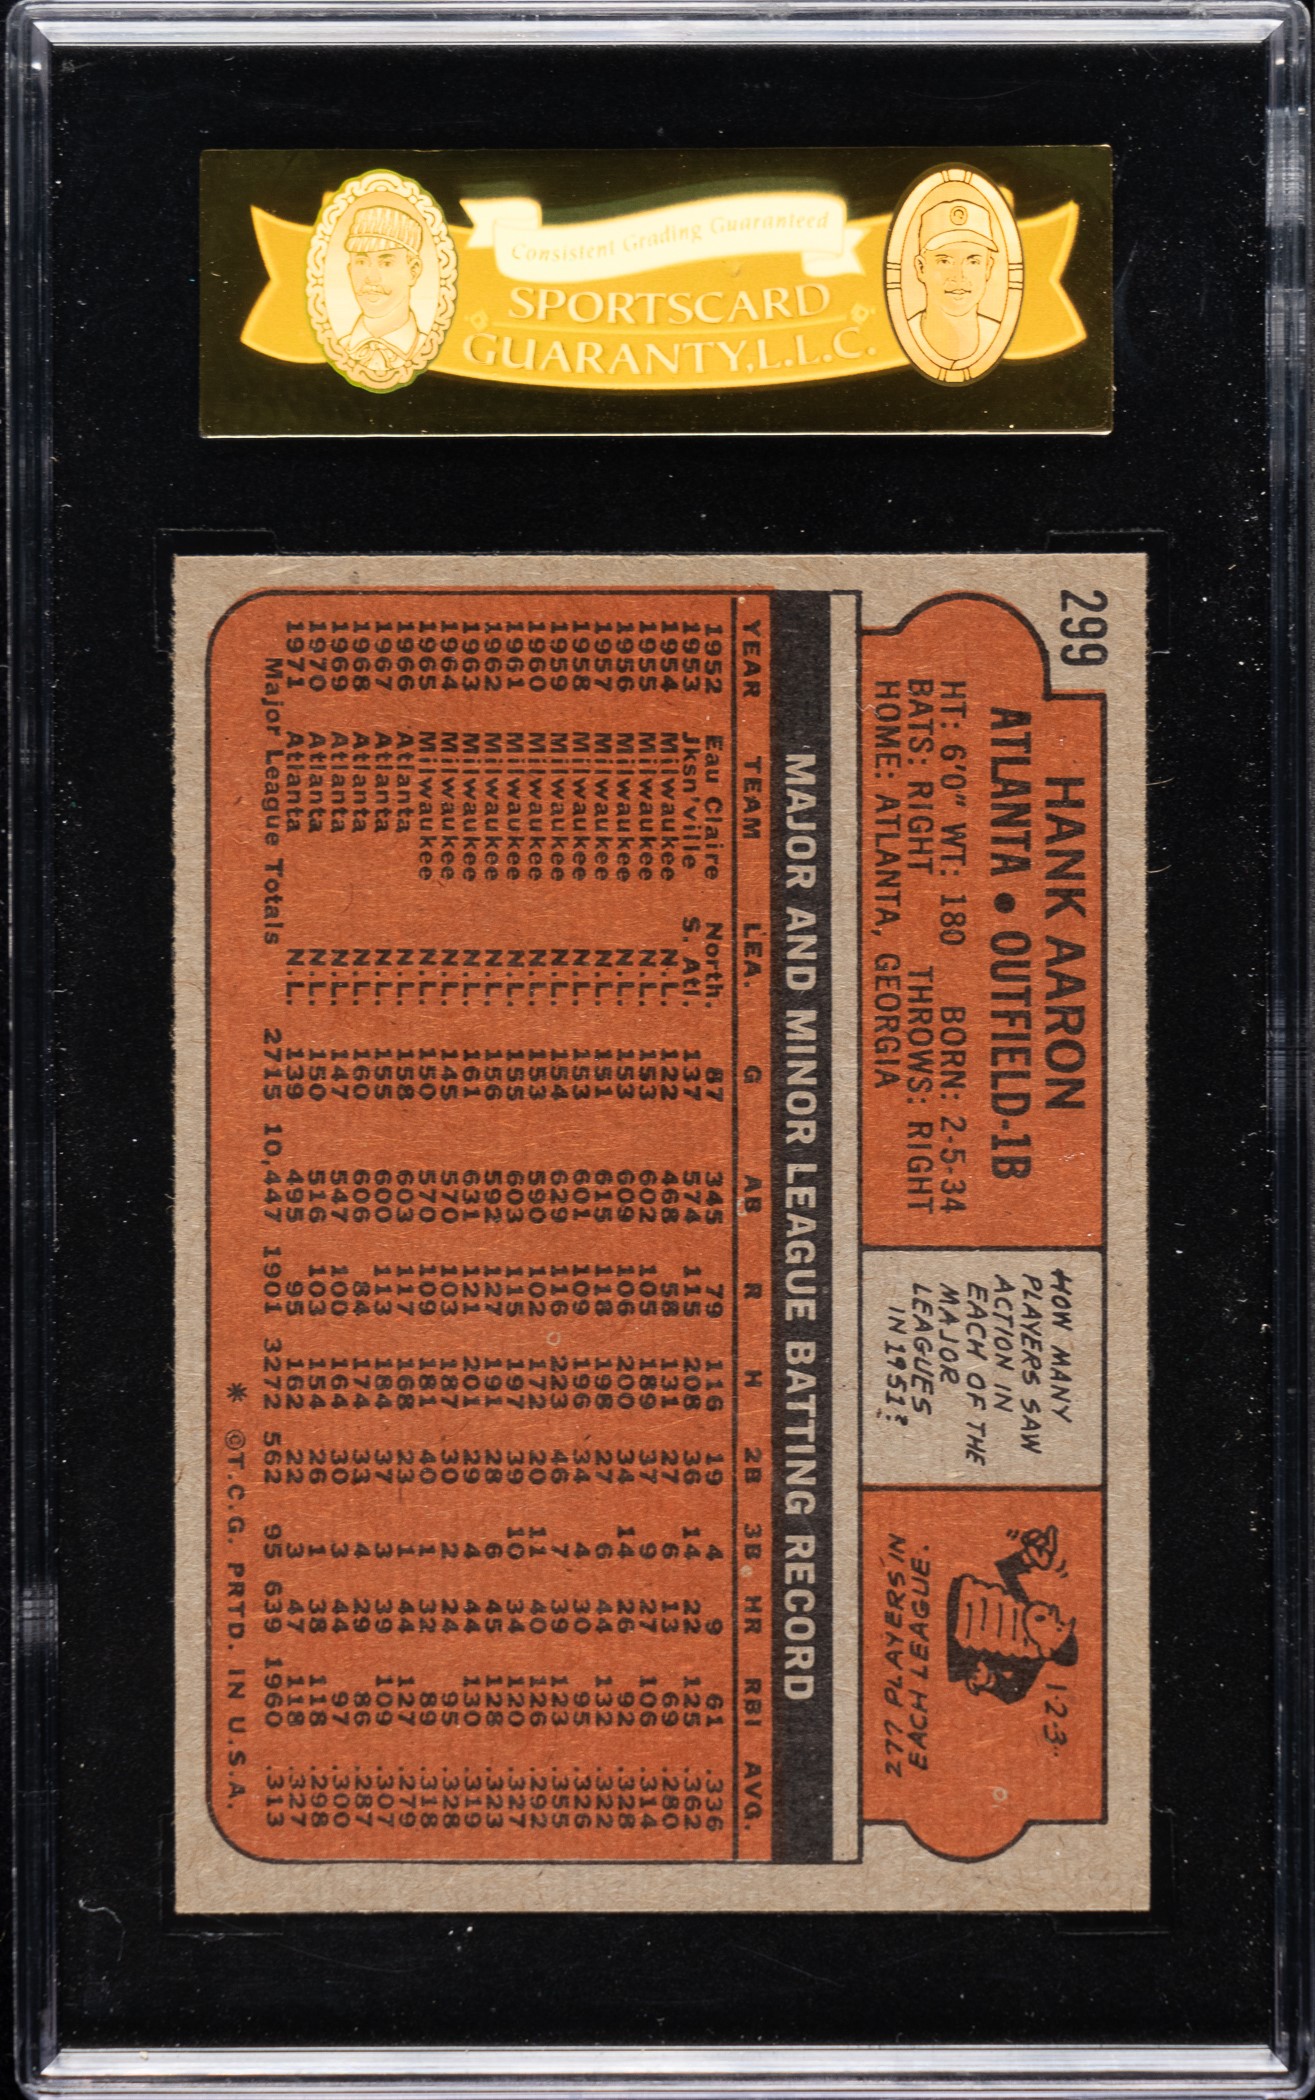 Consistent Grading Guaranteed
SPORTSCARD
GUARANTY, L.L.C.
299
HANK AARON
ATLANTA • OUTFIELD-1B
HT: 6'0" WT: 180 BORN: 2-5-34
BATS: RIGHT THROWS: RIGHT
HOME: ATLANTA, GEORGIA
HOW MANY
PLAYERS SAW
ACTION IN
EACH OF THE
MAJOR
LEAGUES
IN 1951?
1-2-3..
277 PLAYERS IN
EACH LEAGUE.
MAJOR AND MINOR LEAGUE BATTING RECORD
YEAR TEAM LEA. G AB R H 2B 3B HR RBI AVG.
1952 Eau Claire North. 87 345 79 116 19 4 9 61 .336
1953 Jksn'ville S. Atl. 137 574 115 208 36 14 22 125 .362
1954 Milwaukee N.L. 122 468 58 131 27 6 13 69 .280
1955 Milwaukee N.L. 153 602 105 189 37 9 27 106 .314
1956 Milwaukee N.L. 153 609 106 200 34 14 26 92 .328
1957 Milwaukee N.L. 151 615 118 198 27 6 44 132 .322
1958 Milwaukee N.L. 153 601 109 196 34 4 30 95 .326
1959 Milwaukee N.L. 154 629 116 223 46 7 39 123 .355
1960 Milwaukee N.L. 153 590 102 172 20 11 40 126 .292
1961 Milwaukee N.L. 155 603 115 197 39 10 34 120 .327
1962 Milwaukee N.L. 156 592 127 191 28 6 45 128 .323
1963 Milwaukee N.L. 161 631 121 201 29 4 44 130 .319
1964 Milwaukee N.L. 145 570 103 187 30 2 24 95 .328
1965 Milwaukee N.L. 150 570 109 181 40 1 32 89 .318
1966 Atlanta N.L. 158 603 117 168 23 1 44 127 .279
1967 Atlanta N.L. 155 600 113 184 37 3 39 109 .307
1968 Atlanta N.L. 160 606 84 174 33 4 29 86 .287
1969 Atlanta N.L. 147 547 100 164 30 3 44 97 .300
1970 Atlanta N.L. 150 516 103 154 26 1 38 118 .298
1971 Atlanta N.L. 139 495 95 162 22 3 47 118 .327
Major League Totals 2715 10,447 1901 3272 562 95 639 1960 .313
* ©T.C.G. PRTD. IN U.S.A.